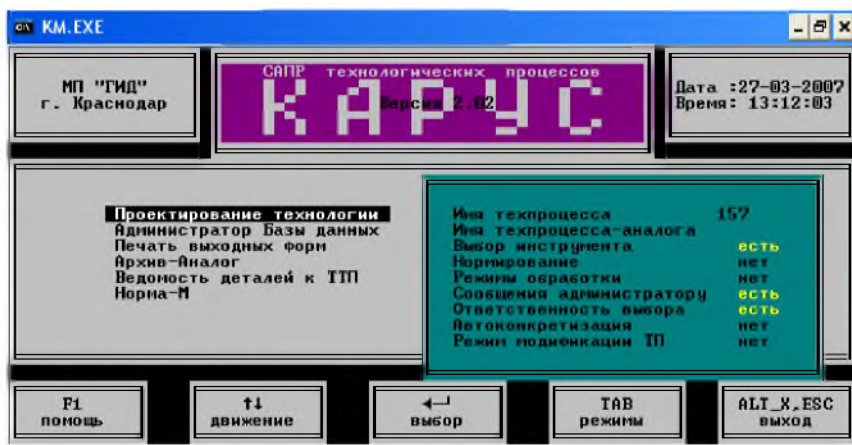 KM.EXE
МП "ГИД"
г. Краснодар
САПР технологических процессов
КАРУС
Версия 2.02
Дата :27-03-2007
Время: 13:12:03
Проектирование технологии
Администратор Базы данных
Печать выходных форм
Архив-Аналог
Ведомость деталей к ТТП
Норма-М
Имя техпроцесса 157
Имя техпроцесса-аналога
Выбор инструмента есть
Нормирование нет
Режимы обработки нет
Сообщения администратору есть
Ответственность выбора есть
Автоконкретизация нет
Режим модификации ТП нет
F1
помощь
↑↓
движение
↵
выбор
TAB
режимы
ALT_X,ESC
выход